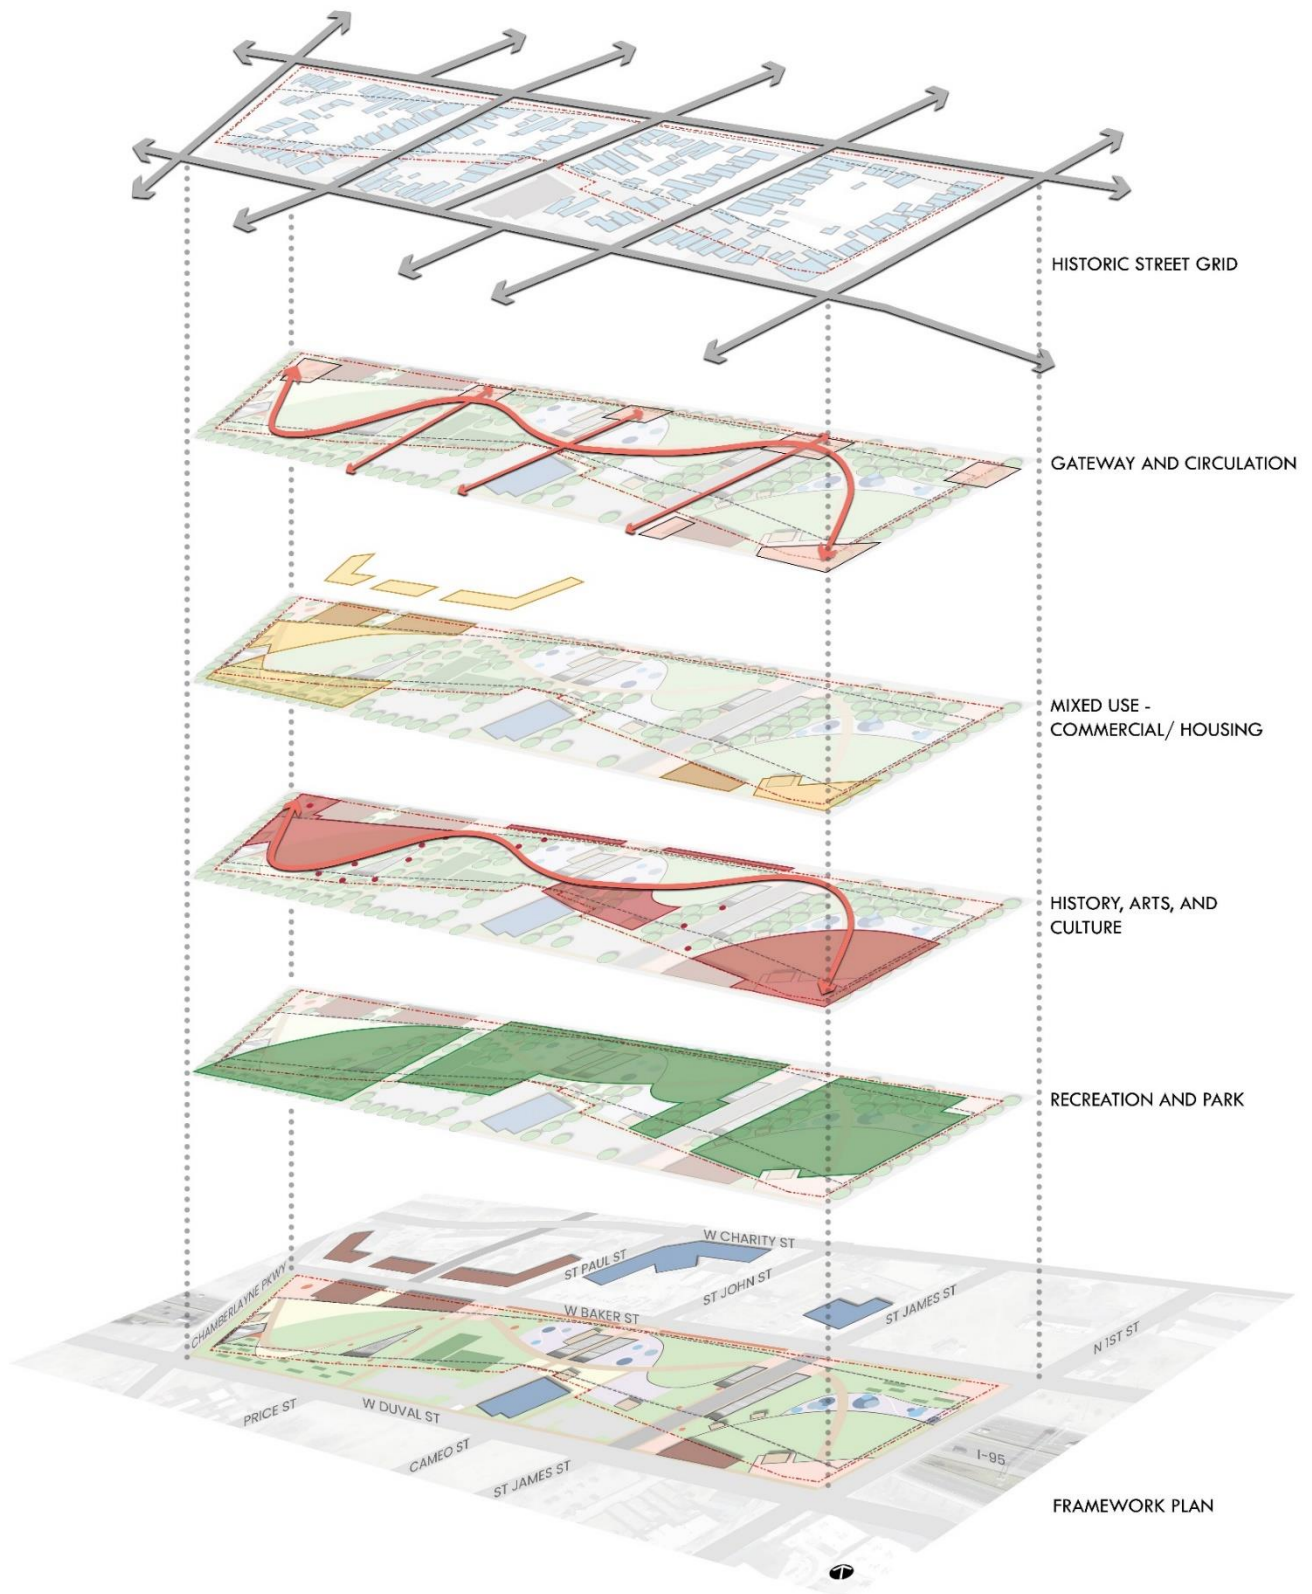 HISTORIC STREET GRID
GATEWAY AND CIRCULATION
MIXED USE -
COMMERCIAL/ HOUSING
HISTORY, ARTS, AND
CULTURE
RECREATION AND PARK
W CHARITY ST
ST PAUL ST
ST JOHN ST
CHAMBERLAYNE PKWY
W BAKER ST
ST JAMES ST
N 1ST ST
PRICE ST
W DUVAL ST
CAMEO ST
ST JAMES ST
I-95
FRAMEWORK PLAN